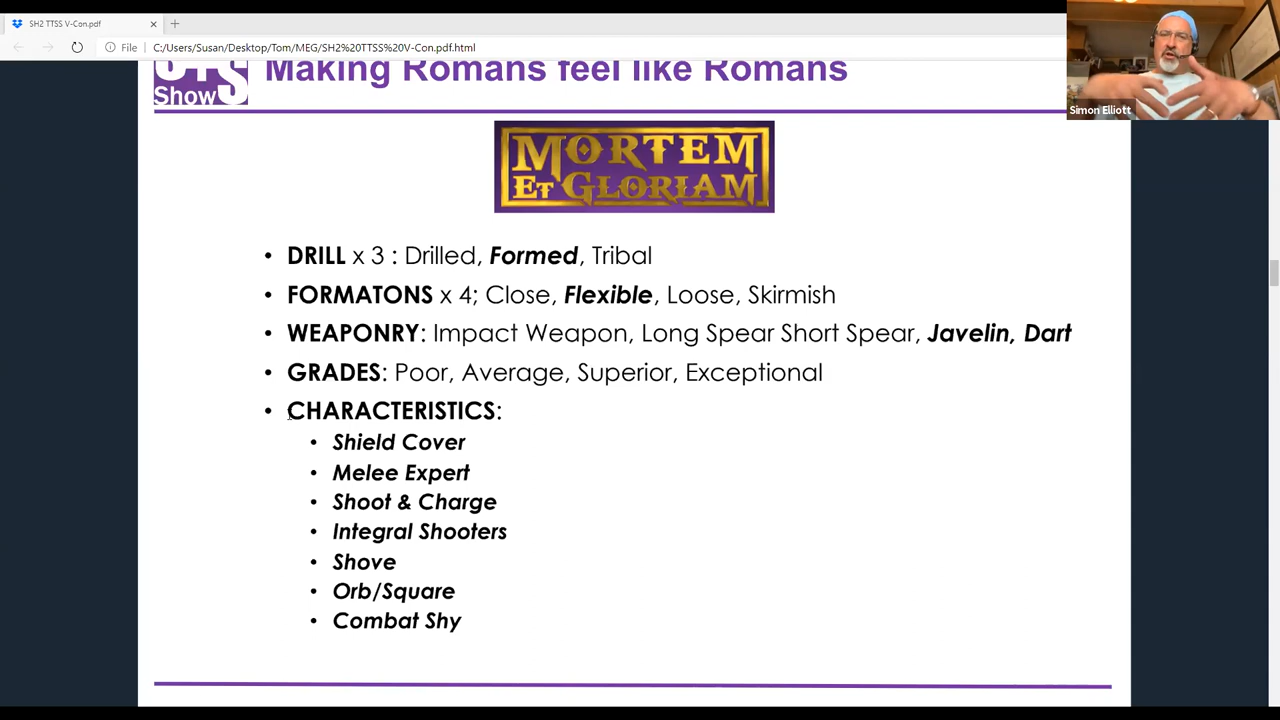 SH2 TTSS V-Con.pdf
File C:/Users/Susan/Desktop/Tom/MEG/SH2%20TTSS%20V-Con.pdf.html
Show
Making Romans feel like Romans
Simon Elliott
MORTEM
ET GLORIAM
• DRILL x 3 : Drilled, Formed, Tribal
• FORMATONS x 4; Close, Flexible, Loose, Skirmish
• WEAPONRY: Impact Weapon, Long Spear Short Spear, Javelin, Dart
• GRADES: Poor, Average, Superior, Exceptional
• CHARACTERISTICS:
• Shield Cover
• Melee Expert
• Shoot & Charge
• Integral Shooters
• Shove
• Orb/Square
• Combat Shy